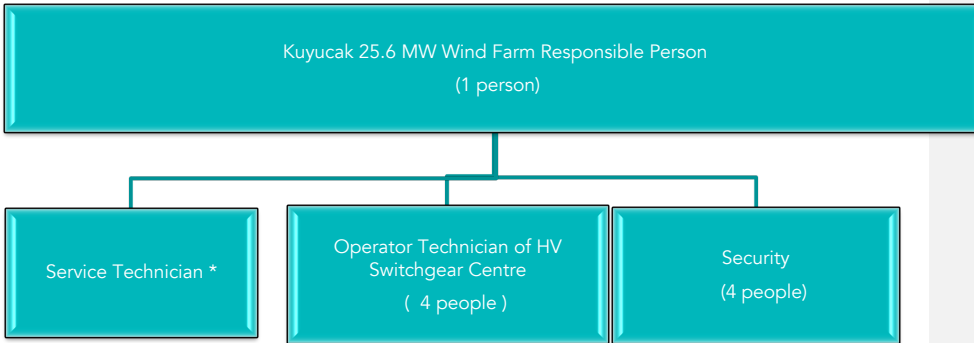 Kuyucak 25.6 MW Wind Farm Responsible Person
(1 person)
Service Technician *
Operator Technician of HV
Switchgear Centre
( 4 people )
Security
(4 people)